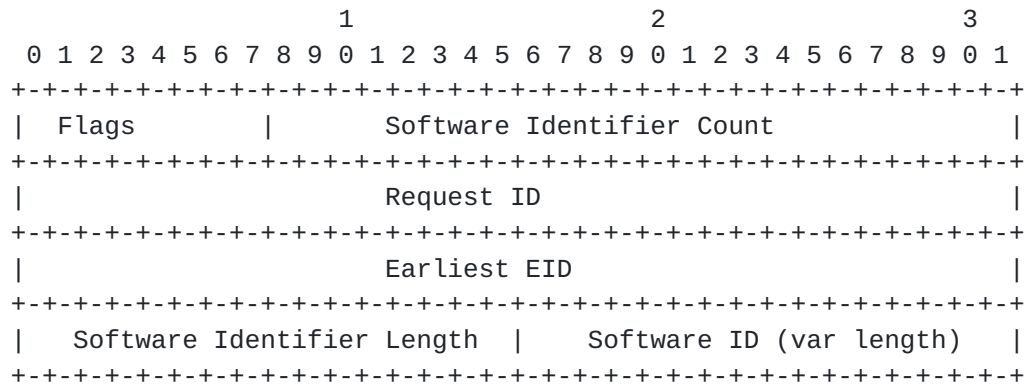 1                   2                   3
 0 1 2 3 4 5 6 7 8 9 0 1 2 3 4 5 6 7 8 9 0 1 2 3 4 5 6 7 8 9 0 1
+-+-+-+-+-+-+-+-+-+-+-+-+-+-+-+-+-+-+-+-+-+-+-+-+-+-+-+-+-+-+-+-+
|  Flags        |       Software Identifier Count               |
+-+-+-+-+-+-+-+-+-+-+-+-+-+-+-+-+-+-+-+-+-+-+-+-+-+-+-+-+-+-+-+-+
|                       Request ID                              |
+-+-+-+-+-+-+-+-+-+-+-+-+-+-+-+-+-+-+-+-+-+-+-+-+-+-+-+-+-+-+-+-+
|                       Earliest EID                            |
+-+-+-+-+-+-+-+-+-+-+-+-+-+-+-+-+-+-+-+-+-+-+-+-+-+-+-+-+-+-+-+-+
|   Software Identifier Length  |    Software ID (var length)   |
+-+-+-+-+-+-+-+-+-+-+-+-+-+-+-+-+-+-+-+-+-+-+-+-+-+-+-+-+-+-+-+-+